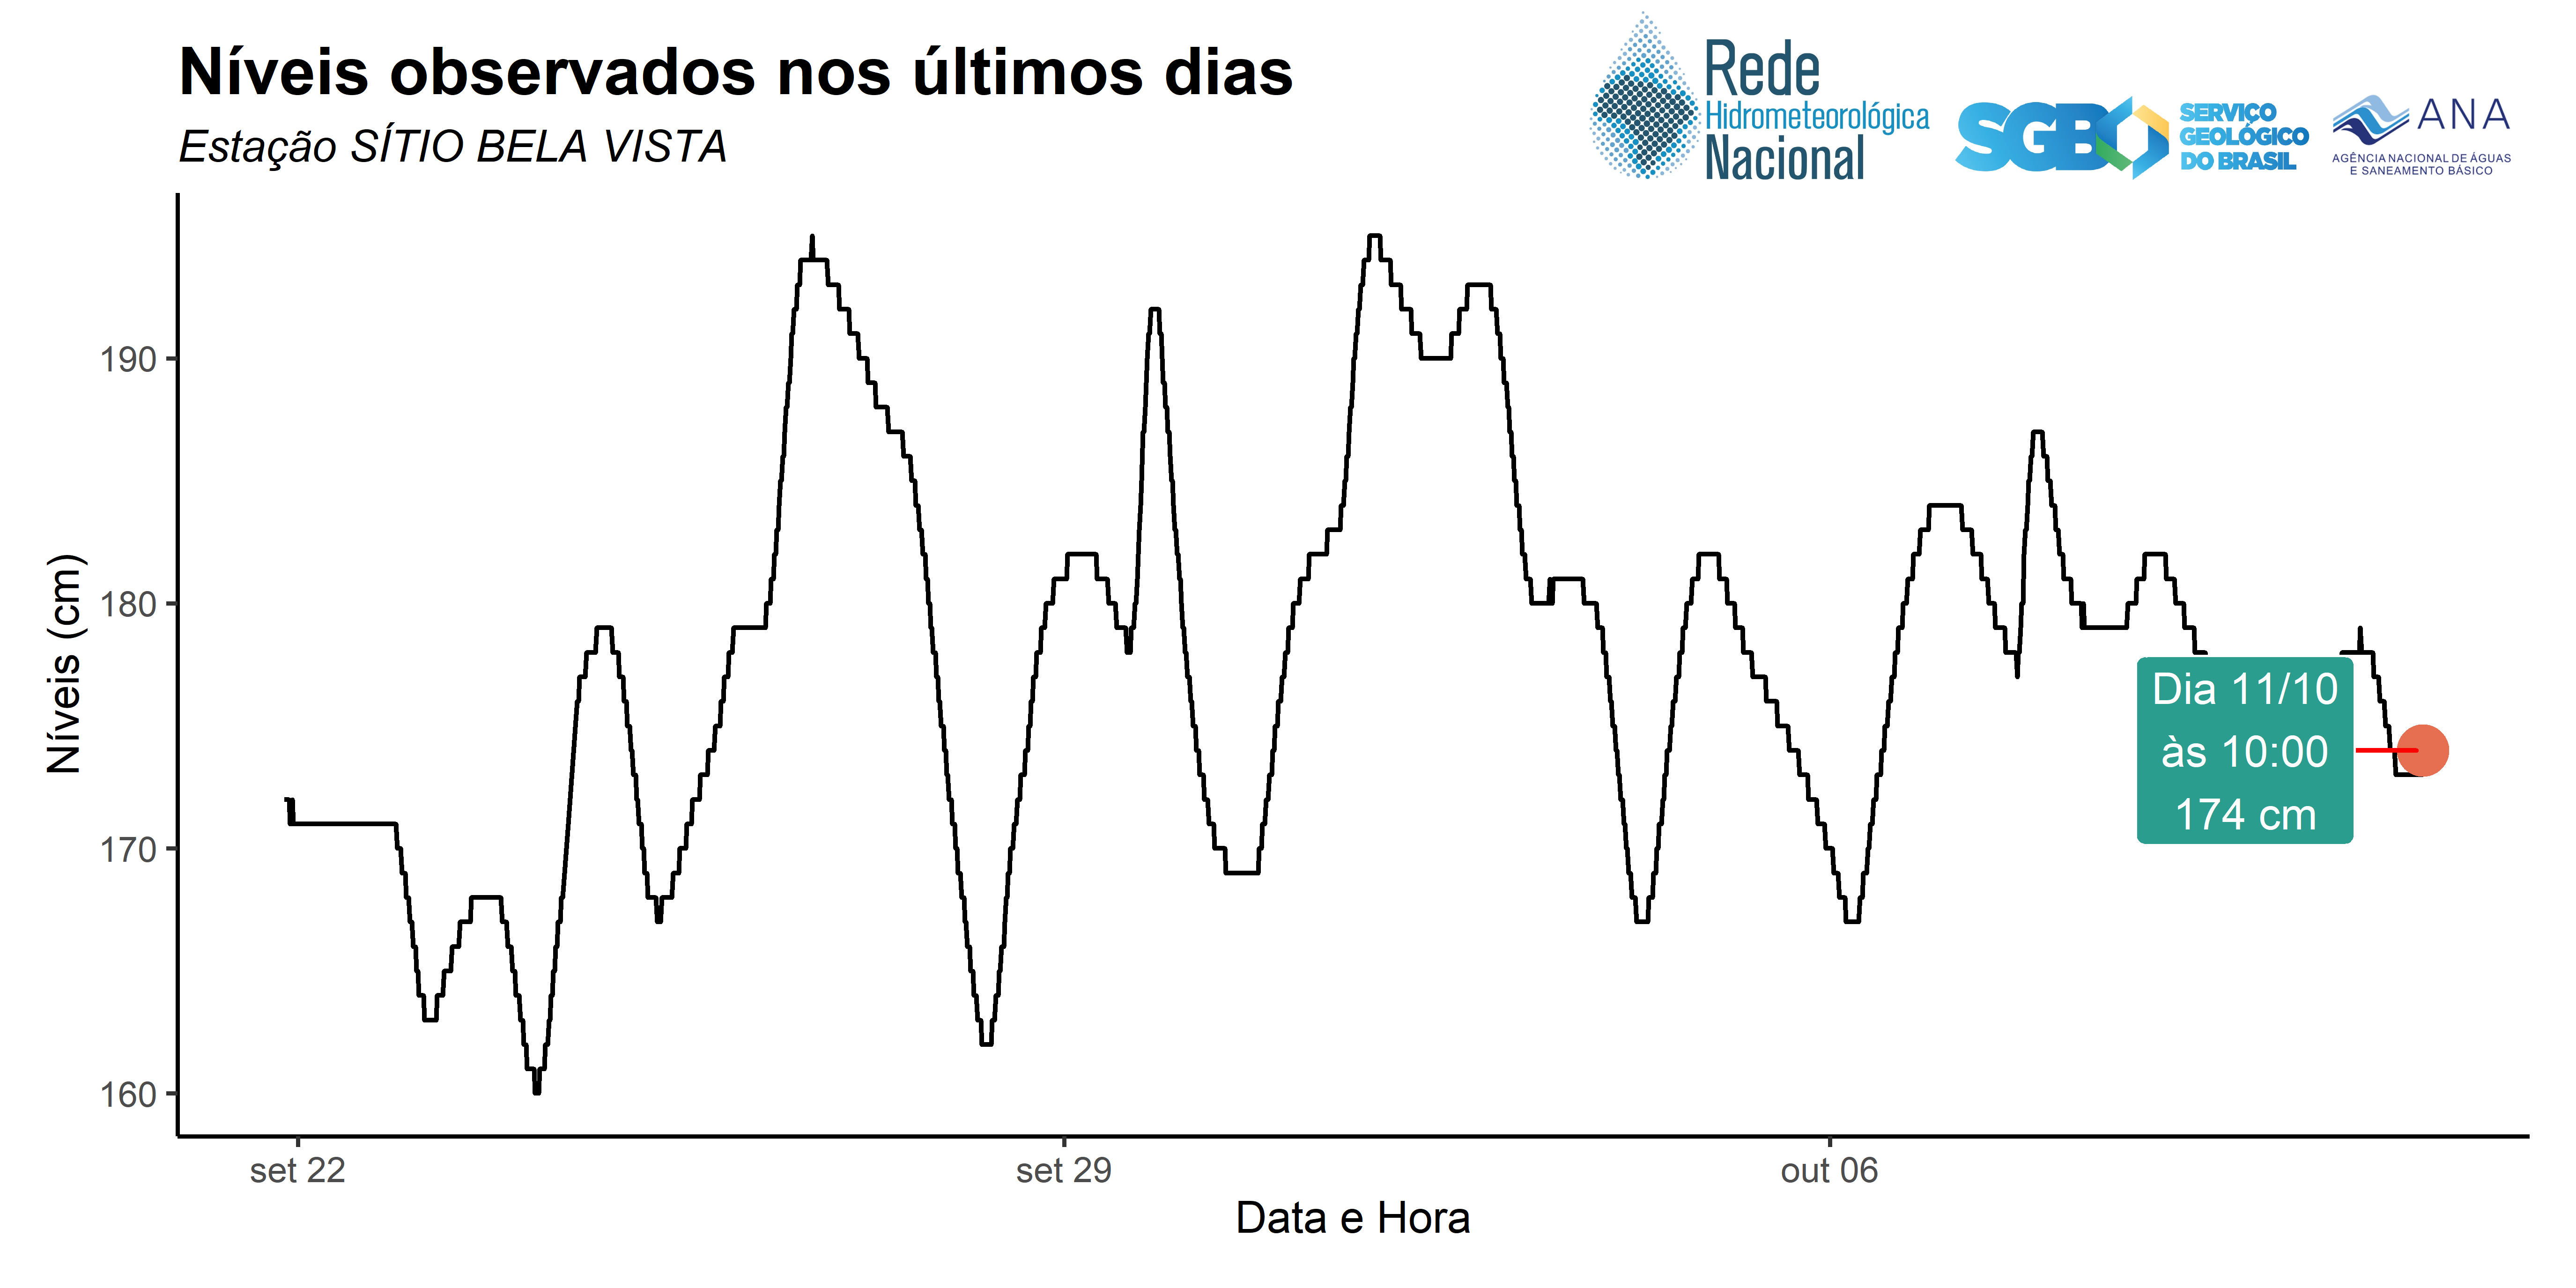 Níveis observados nos últimos dias
Estação SÍTIO BELA VISTA
Rede
Hidrometeorológica
Nacional
SGB
SERVIÇO
GEOLÓGICO
DO BRASIL
ANA
AGÊNCIA NACIONAL DE ÁGUAS
E SANEAMENTO BÁSICO
Níveis (cm)
190
180
170
160
Dia 11/10
às 10:00
174 cm
set 22
set 29
out 06
Data e Hora